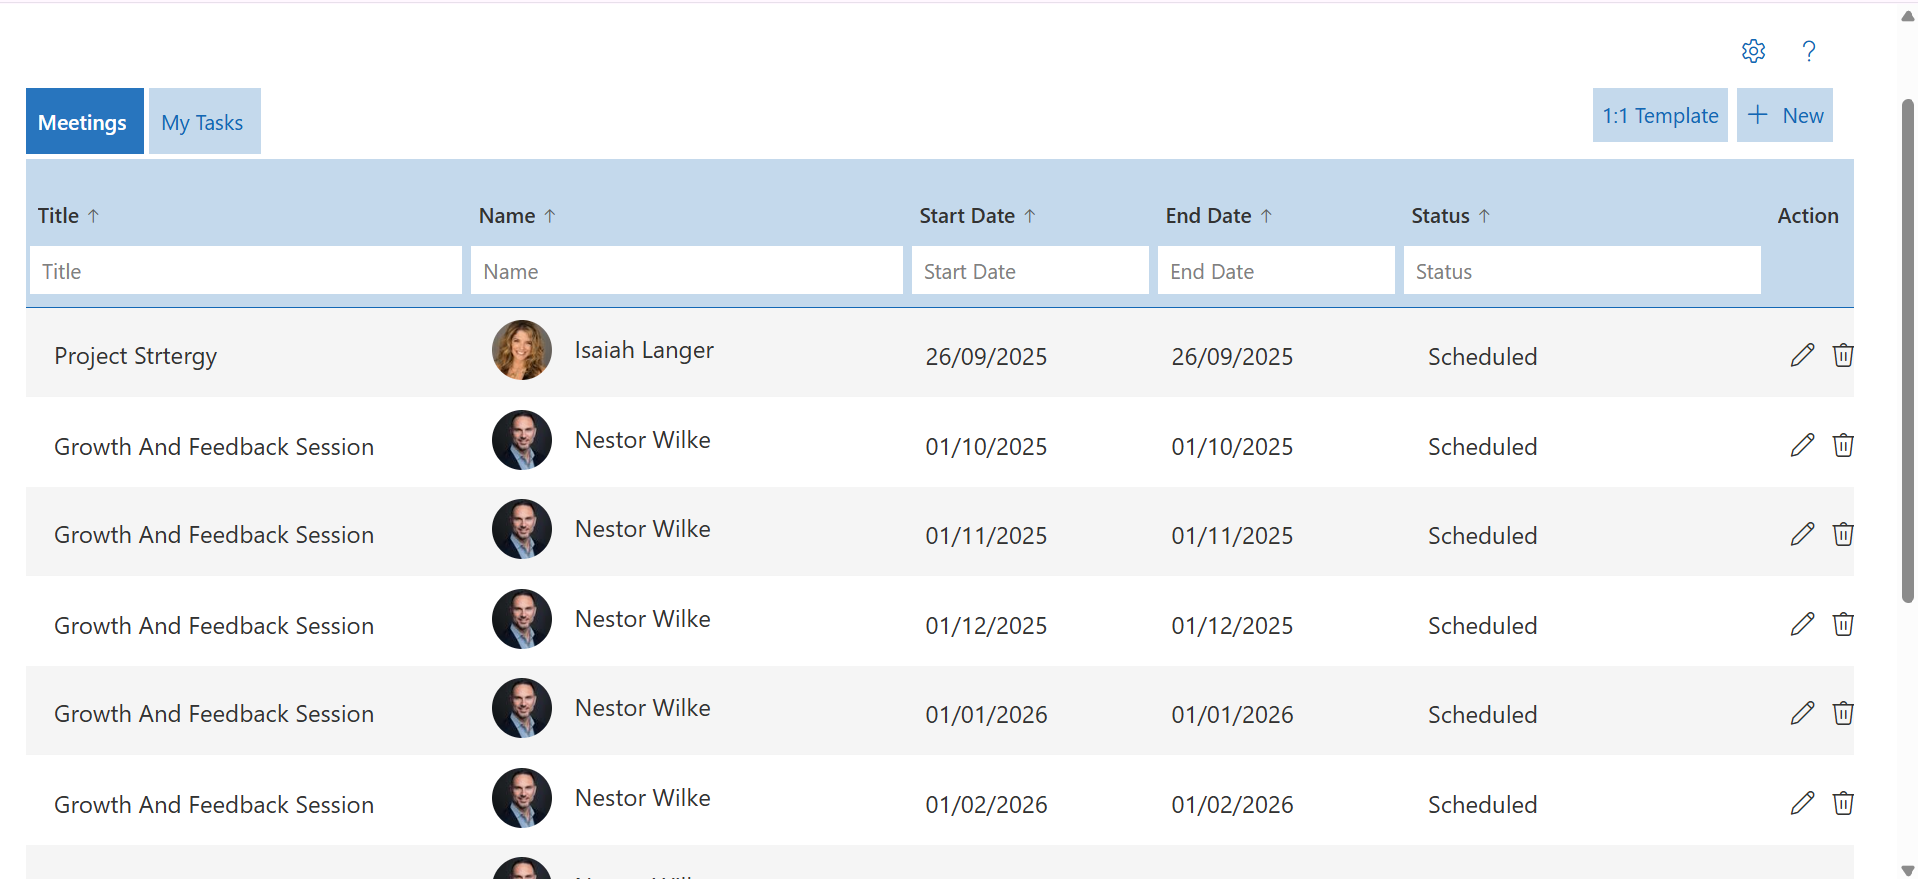 ?
Meetings My Tasks 1:1 Template + New
Title ↑ Name ↑ Start Date ↑ End Date ↑ Status ↑ Action
Title Name Start Date End Date Status
Project Strtergy Isaiah Langer 26/09/2025 26/09/2025 Scheduled
Growth And Feedback Session Nestor Wilke 01/10/2025 01/10/2025 Scheduled
Growth And Feedback Session Nestor Wilke 01/11/2025 01/11/2025 Scheduled
Growth And Feedback Session Nestor Wilke 01/12/2025 01/12/2025 Scheduled
Growth And Feedback Session Nestor Wilke 01/01/2026 01/01/2026 Scheduled
Growth And Feedback Session Nestor Wilke 01/02/2026 01/02/2026 Scheduled